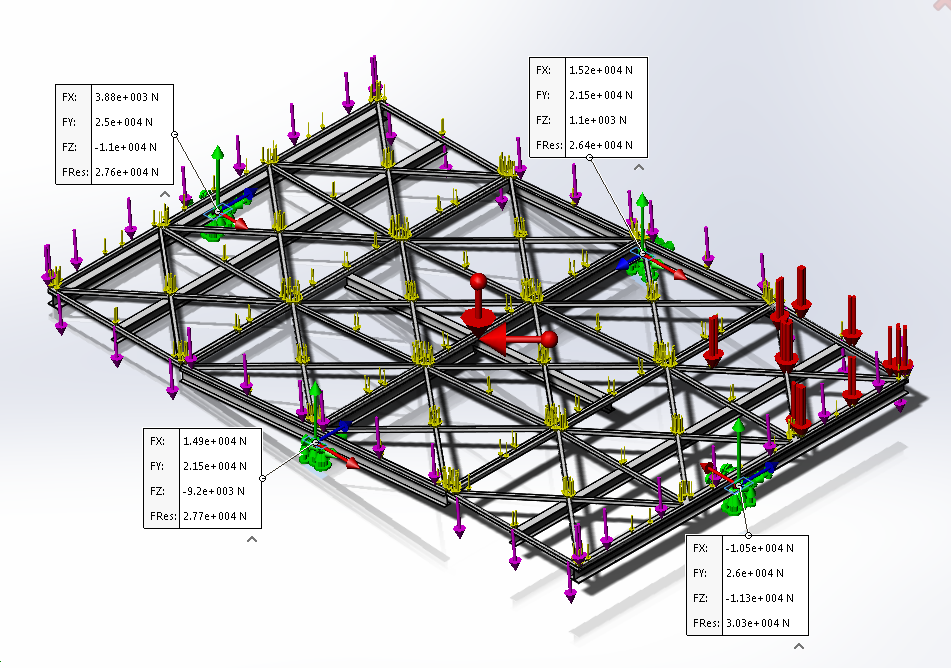 FX: 3.88e+003 N
FY: 2.5e+004 N
FZ: -1.1e+004 N
FRes: 2.76e+004 N
FX: 1.52e+004 N
FY: 2.15e+004 N
FZ: 1.1e+003 N
FRes: 2.64e+004 N
FX: 1.49e+004 N
FY: 2.15e+004 N
FZ: -9.2e+003 N
FRes: 2.77e+004 N
FX: -1.05e+004 N
FY: 2.6e+004 N
FZ: -1.13e+004 N
FRes: 3.03e+004 N